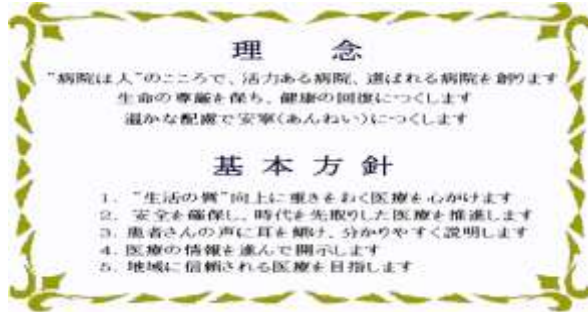 理　念
“病院は人”のこころで、活力ある病院、選ばれる病院を創ります
生命の尊厳を保ち、健康の回復につくします
温かな配慮で安寧（あんねい）につくします
基本方針
1. “生活の質”向上に重きをおく医療を心がけます
2. 安全を確保し、時代を先取りした医療を推進します
3. 患者さんの声に耳を傾け、分かりやすく説明します
4. 医療の情報を進んで開示します
5. 地域に信頼される医療を目指します